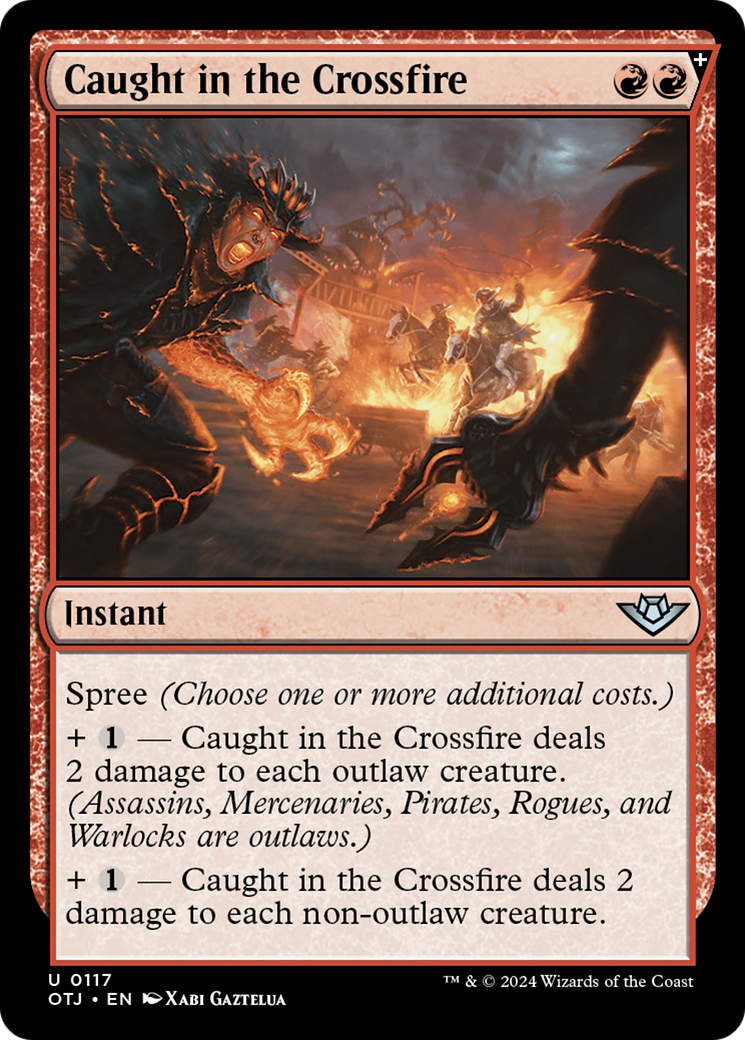 Caught in the Crossfire
+
Instant
Spree (Choose one or more additional costs.)
+ 1 — Caught in the Crossfire deals
2 damage to each outlaw creature.
(Assassins, Mercenaries, Pirates, Rogues, and
Warlocks are outlaws.)
+ 1 — Caught in the Crossfire deals 2
damage to each non-outlaw creature.
U 0117
OTJ • EN Xabi Gaztelua
™ & © 2024 Wizards of the Coast